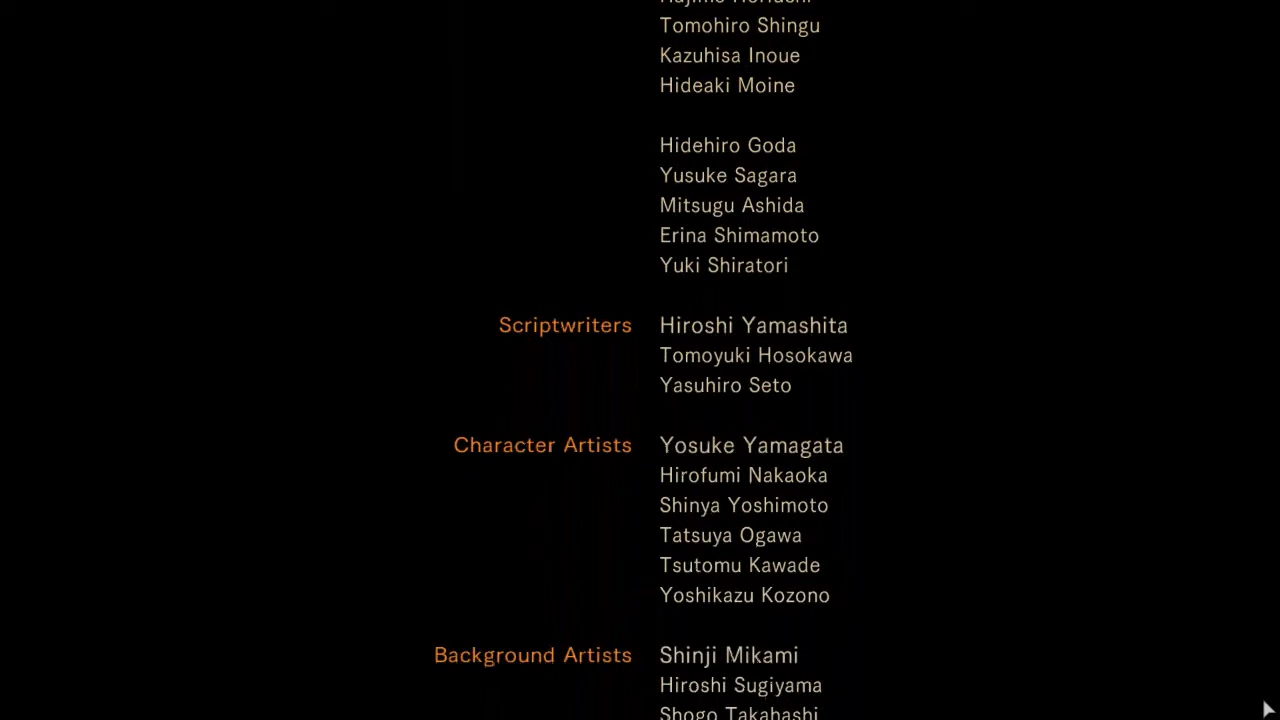 Tomohiro Shingu
Kazuhisa Inoue
Hideaki Moine
Hidehiro Goda
Yusuke Sagara
Mitsugu Ashida
Erina Shimamoto
Yuki Shiratori
Scriptwriters Hiroshi Yamashita
Tomoyuki Hosokawa
Yasuhiro Seto
Character Artists Yosuke Yamagata
Hirofumi Nakaoka
Shinya Yoshimoto
Tatsuya Ogawa
Tsutomu Kawade
Yoshikazu Kozono
Background Artists Shinji Mikami
Hiroshi Sugiyama
Shogo Takahashi